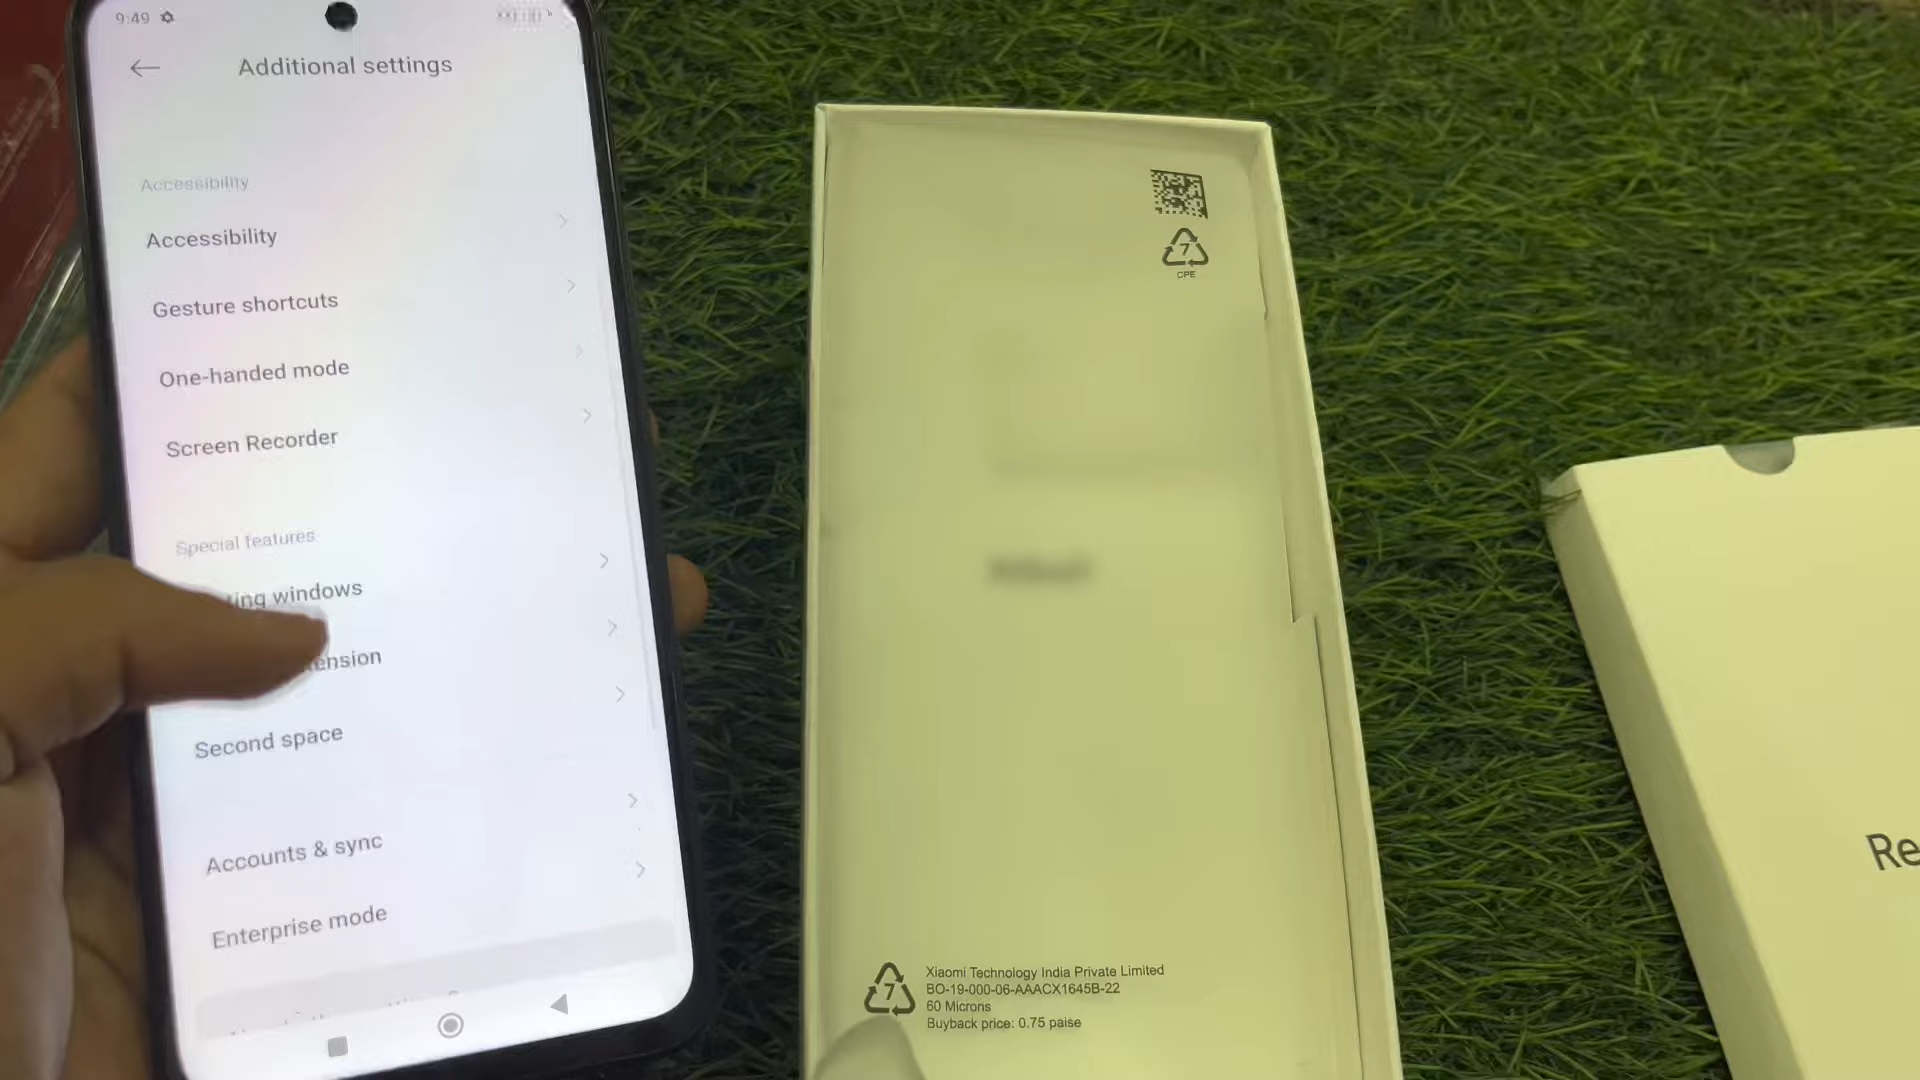 9:49
Additional settings
Accessibility
Accessibility
Gesture shortcuts
One-handed mode
Screen Recorder
Special features
windows
Second space
Accounts & sync
Enterprise mode
7
CPE
7
Xiaomi Technology India Private Limited
BO-19-000-06-AAACX1645B-22
60 Microns
Buyback price: 0.75 paise
Re